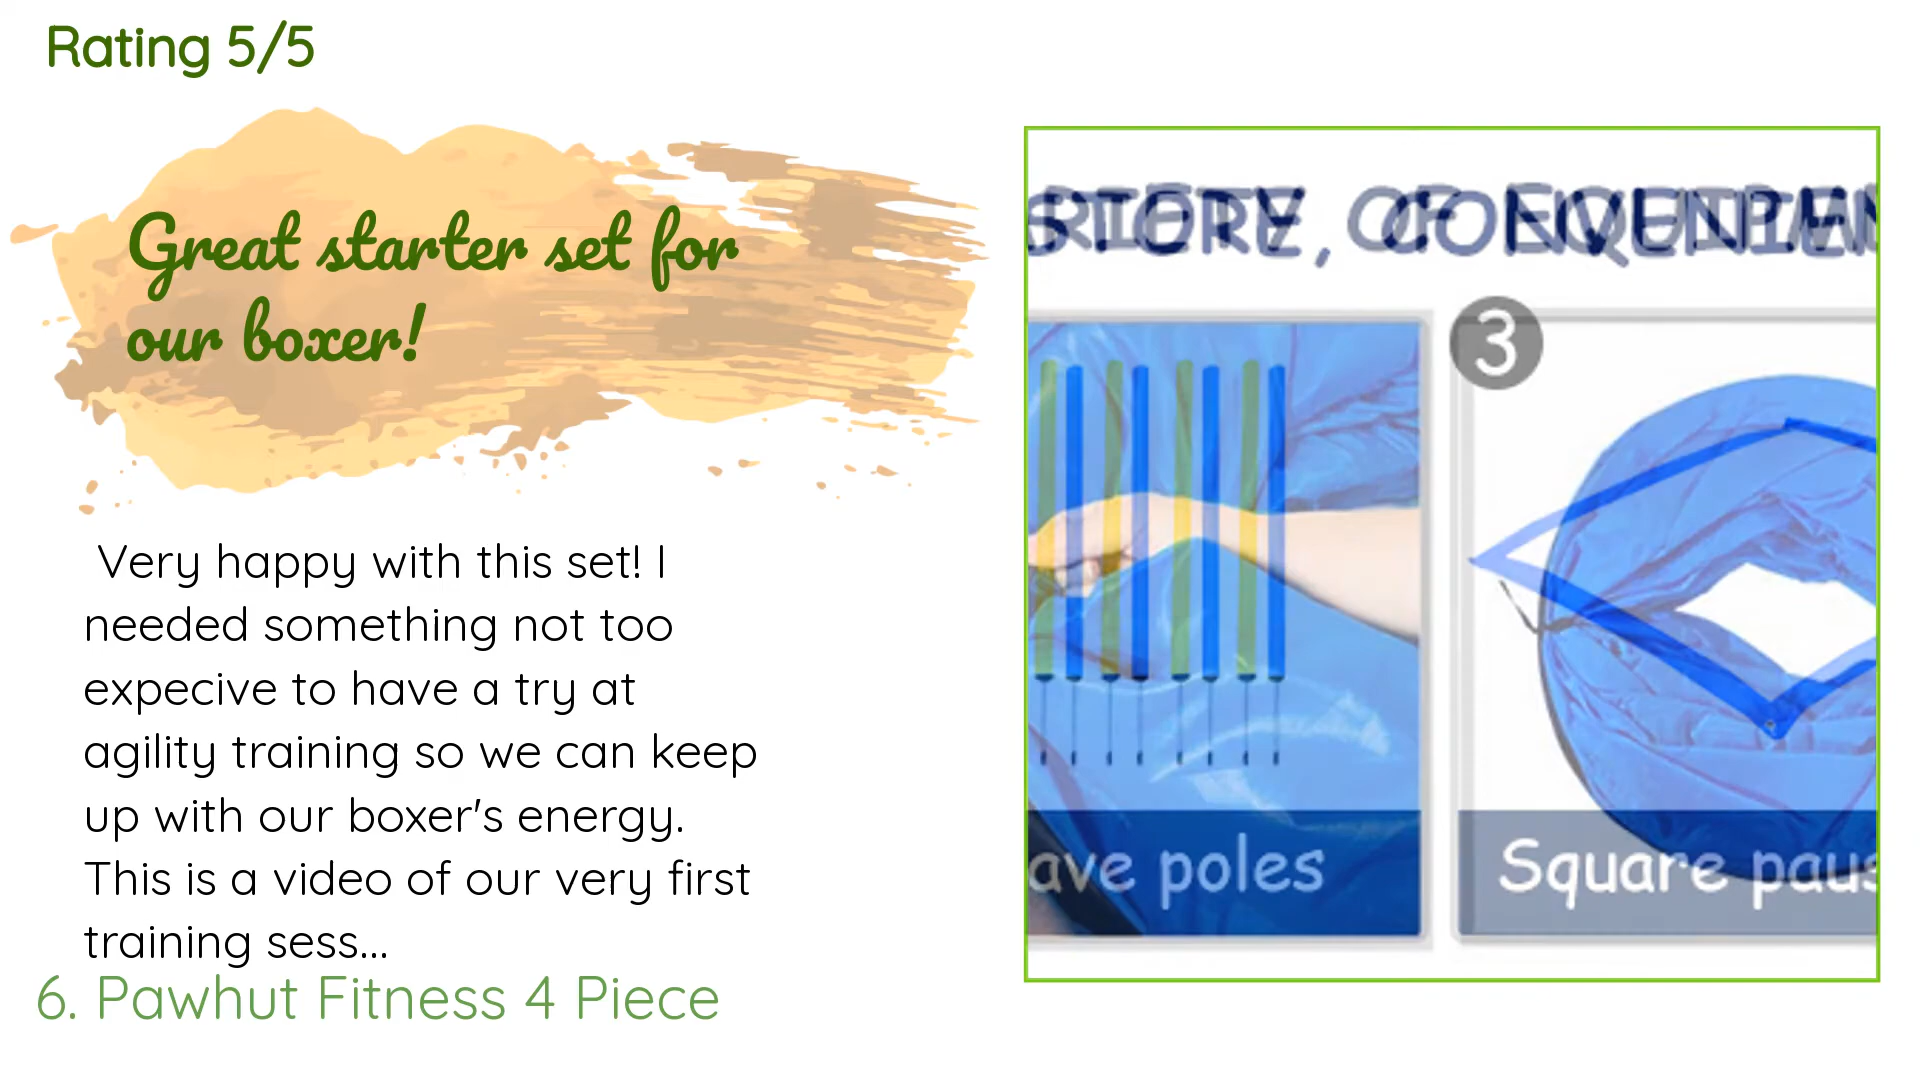 Rating 5/5
Great starter set for
our boxer!
Very happy with this set! I
needed something not too
expecive to have a try at
agility training so we can keep
up with our boxer's energy.
This is a video of our very first
training sess...
6. Pawhut Fitness 4 Piece
3
poles
Square